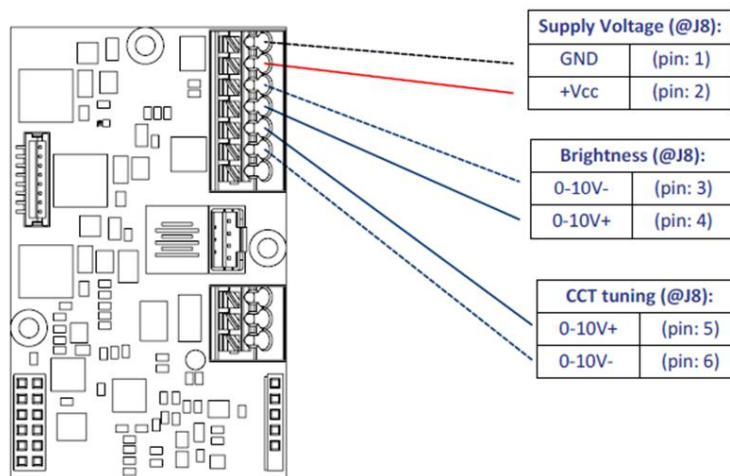 Supply Voltage (@J8):
GND (pin: 1)
+Vcc (pin: 2)
Brightness (@J8):
0-10V- (pin: 3)
0-10V+ (pin: 4)
CCT tuning (@J8):
0-10V+ (pin: 5)
0-10V- (pin: 6)